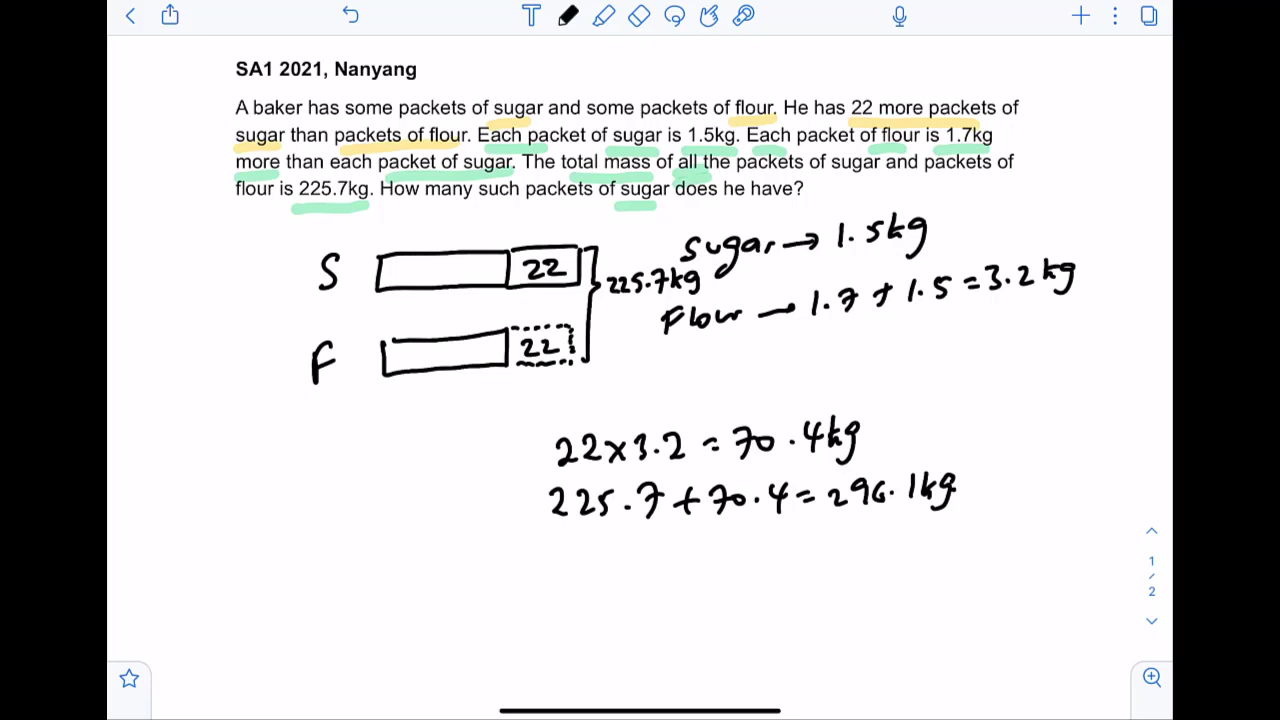 SA1 2021, Nanyang
A baker has some packets of sugar and some packets of flour. He has 22 more packets of
sugar than packets of flour. Each packet of sugar is 1.5kg. Each packet of flour is 1.7kg
more than each packet of sugar. The total mass of all the packets of sugar and packets of
flour is 225.7kg. How many such packets of sugar does he have?
Sugar → 1.5kg
S 22 225.7kg
Flour → 1.7 + 1.5 = 3.2kg
F 22
22×3.2 = 70.4kg
225.7 + 70.4 = 296.1kg
1
/
2